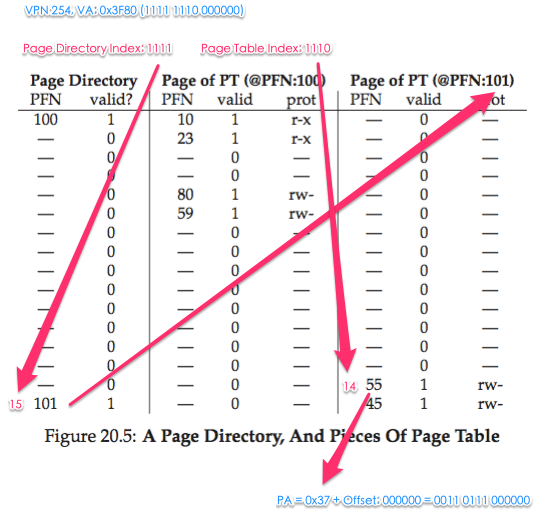 VPN 254, VA: 0x3F80 (1111 1110 000000)
Page Directory Index: 1111 Page Table Index: 1110
Page Directory Page of PT (@PFN:100) Page of PT (@PFN:101)
PFN valid? PFN valid prot PFN valid prot
100 1 10 1 r-x — 0 —
— 0 23 1 r-x — 0 —
— 0 — 0 — — 0 —
— 0 — 0 — — 0 —
— 0 80 1 rw- — 0 —
— 0 59 1 rw- — 0 —
— 0 — 0 — — 0 —
— 0 — 0 — — 0 —
— 0 — 0 — — 0 —
— 0 — 0 — — 0 —
— 0 — 0 — — 0 —
— 0 — 0 — — 0 —
— 0 — 0 — — 0 —
— 0 — 0 — — 0 —
— 0 — 0 — 14 55 1 rw-
15 101 1 — 0 — 45 1 rw-
Figure 20.5: A Page Directory, And Pieces Of Page Table
PA = 0x37 + Offset: 000000 = 0011 0111 000000